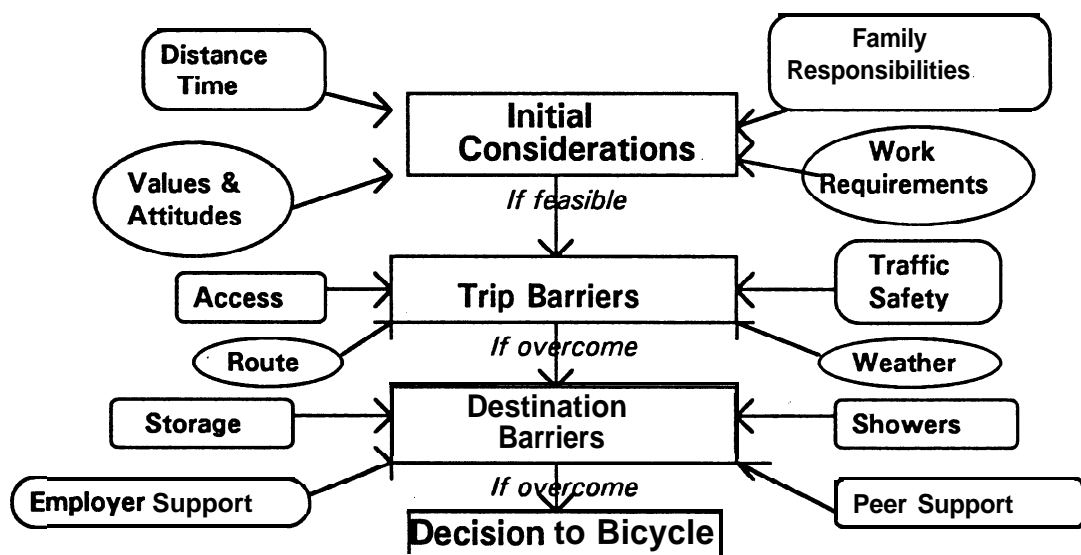 Distance
Time
Family
Responsibilities
Initial
Considerations
Values &
Attitudes
Work
Requirements
If feasible
Access
Trip Barriers
Traffic
Safety
Route
If overcome
Weather
Storage
Destination
Barriers
Showers
Employer Support
If overcome
Peer Support
Decision to Bicycle